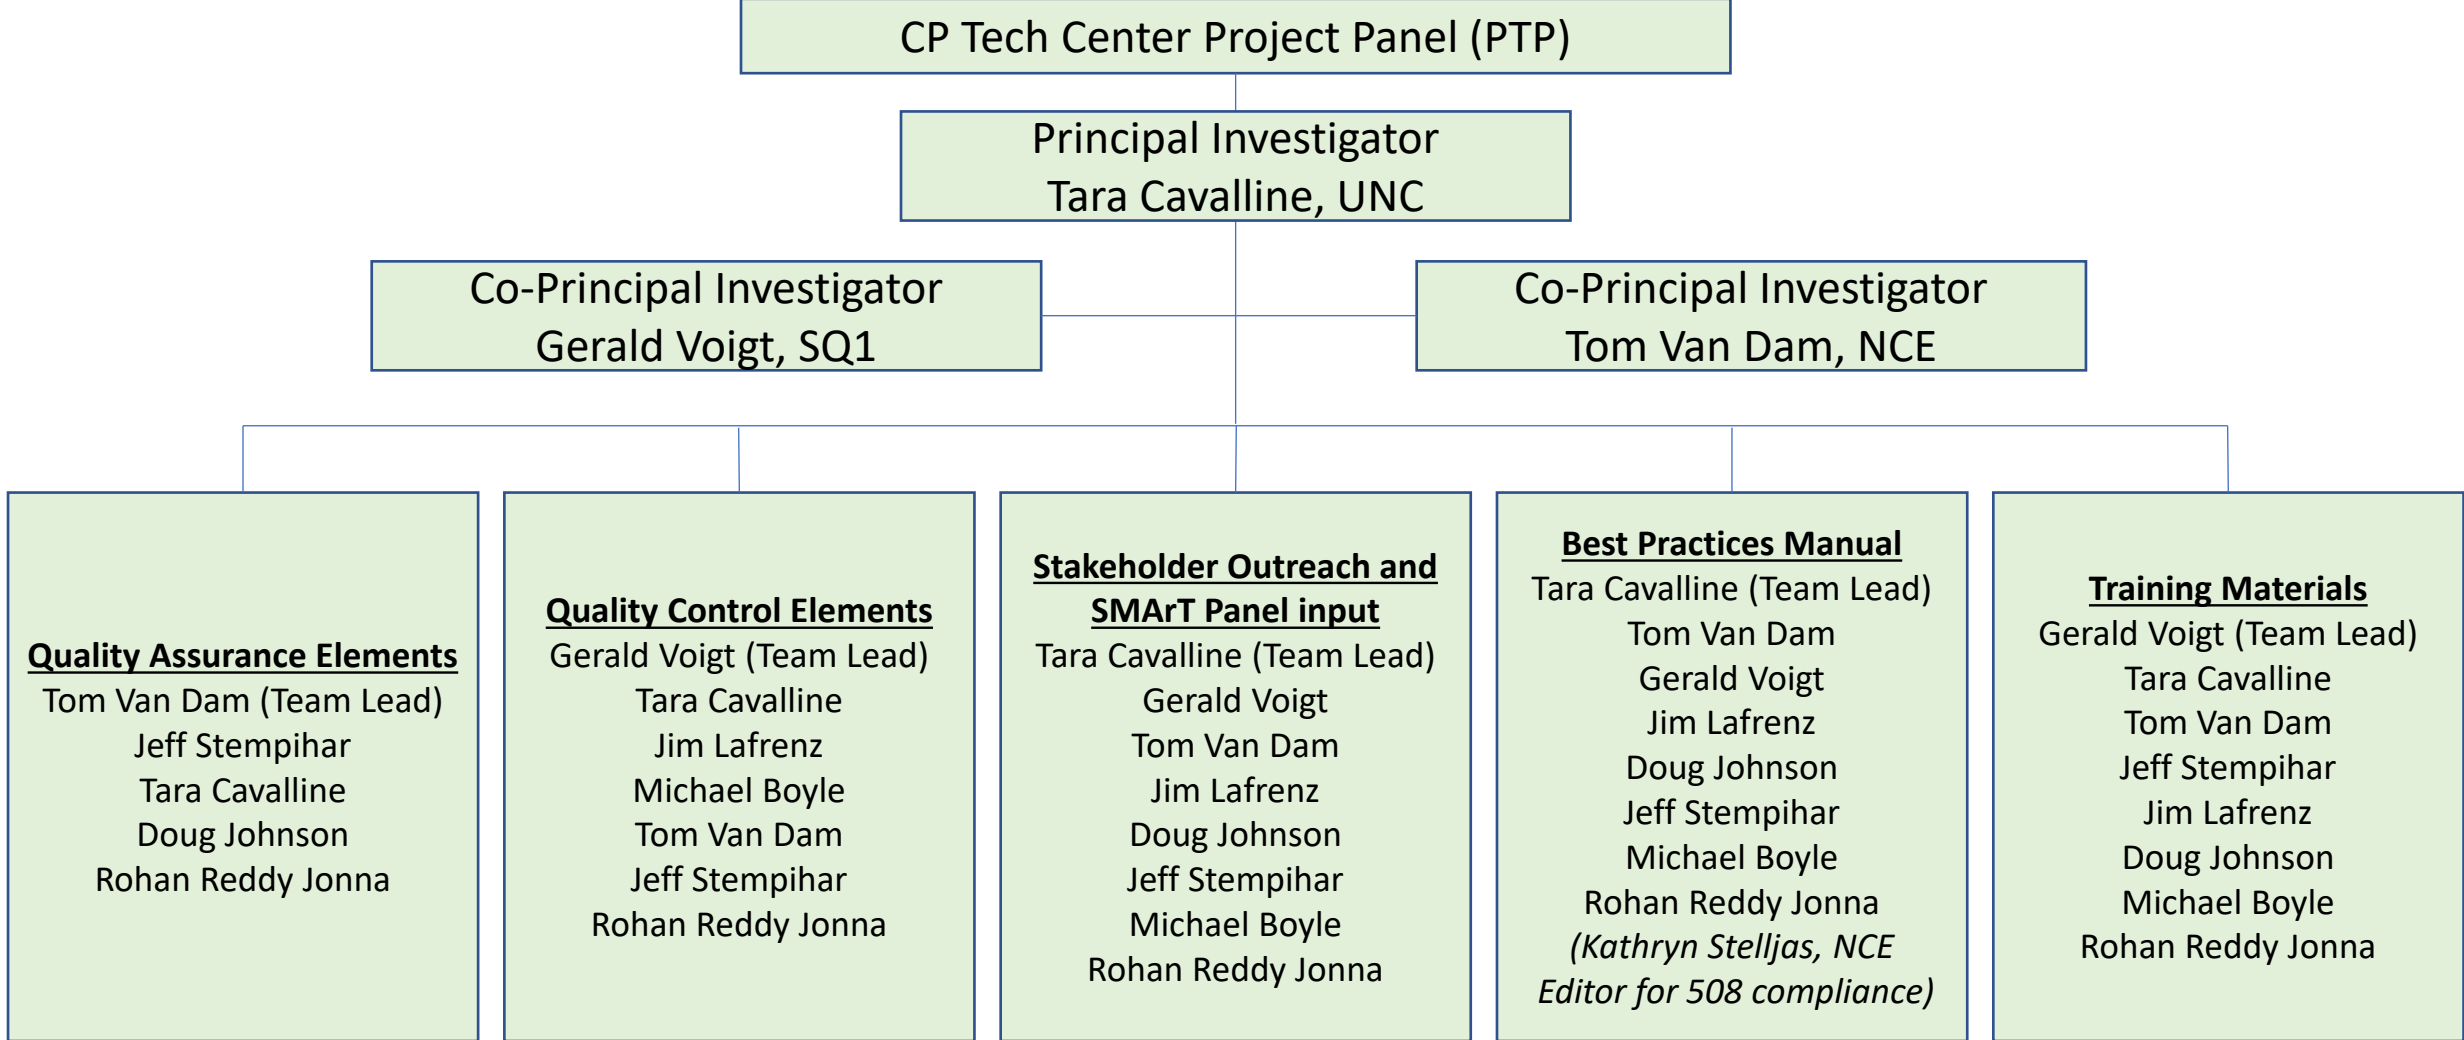 CP Tech Center Project Panel (PTP)
Principal Investigator
Tara Cavalline, UNC
Co-Principal Investigator
Gerald Voigt, SQ1
Co-Principal Investigator
Tom Van Dam, NCE
Quality Assurance Elements
Tom Van Dam (Team Lead)
Jeff Stempihar
Tara Cavalline
Doug Johnson
Rohan Reddy Jonna
Quality Control Elements
Gerald Voigt (Team Lead)
Tara Cavalline
Jim Lafrenz
Michael Boyle
Tom Van Dam
Jeff Stempihar
Rohan Reddy Jonna
Stakeholder Outreach and
SMArT Panel input
Tara Cavalline (Team Lead)
Gerald Voigt
Tom Van Dam
Jim Lafrenz
Doug Johnson
Jeff Stempihar
Michael Boyle
Rohan Reddy Jonna
Best Practices Manual
Tara Cavalline (Team Lead)
Tom Van Dam
Gerald Voigt
Jim Lafrenz
Doug Johnson
Jeff Stempihar
Michael Boyle
Rohan Reddy Jonna
(Kathryn Stelljas, NCE
Editor for 508 compliance)
Training Materials
Gerald Voigt (Team Lead)
Tara Cavalline
Tom Van Dam
Jeff Stempihar
Jim Lafrenz
Doug Johnson
Michael Boyle
Rohan Reddy Jonna